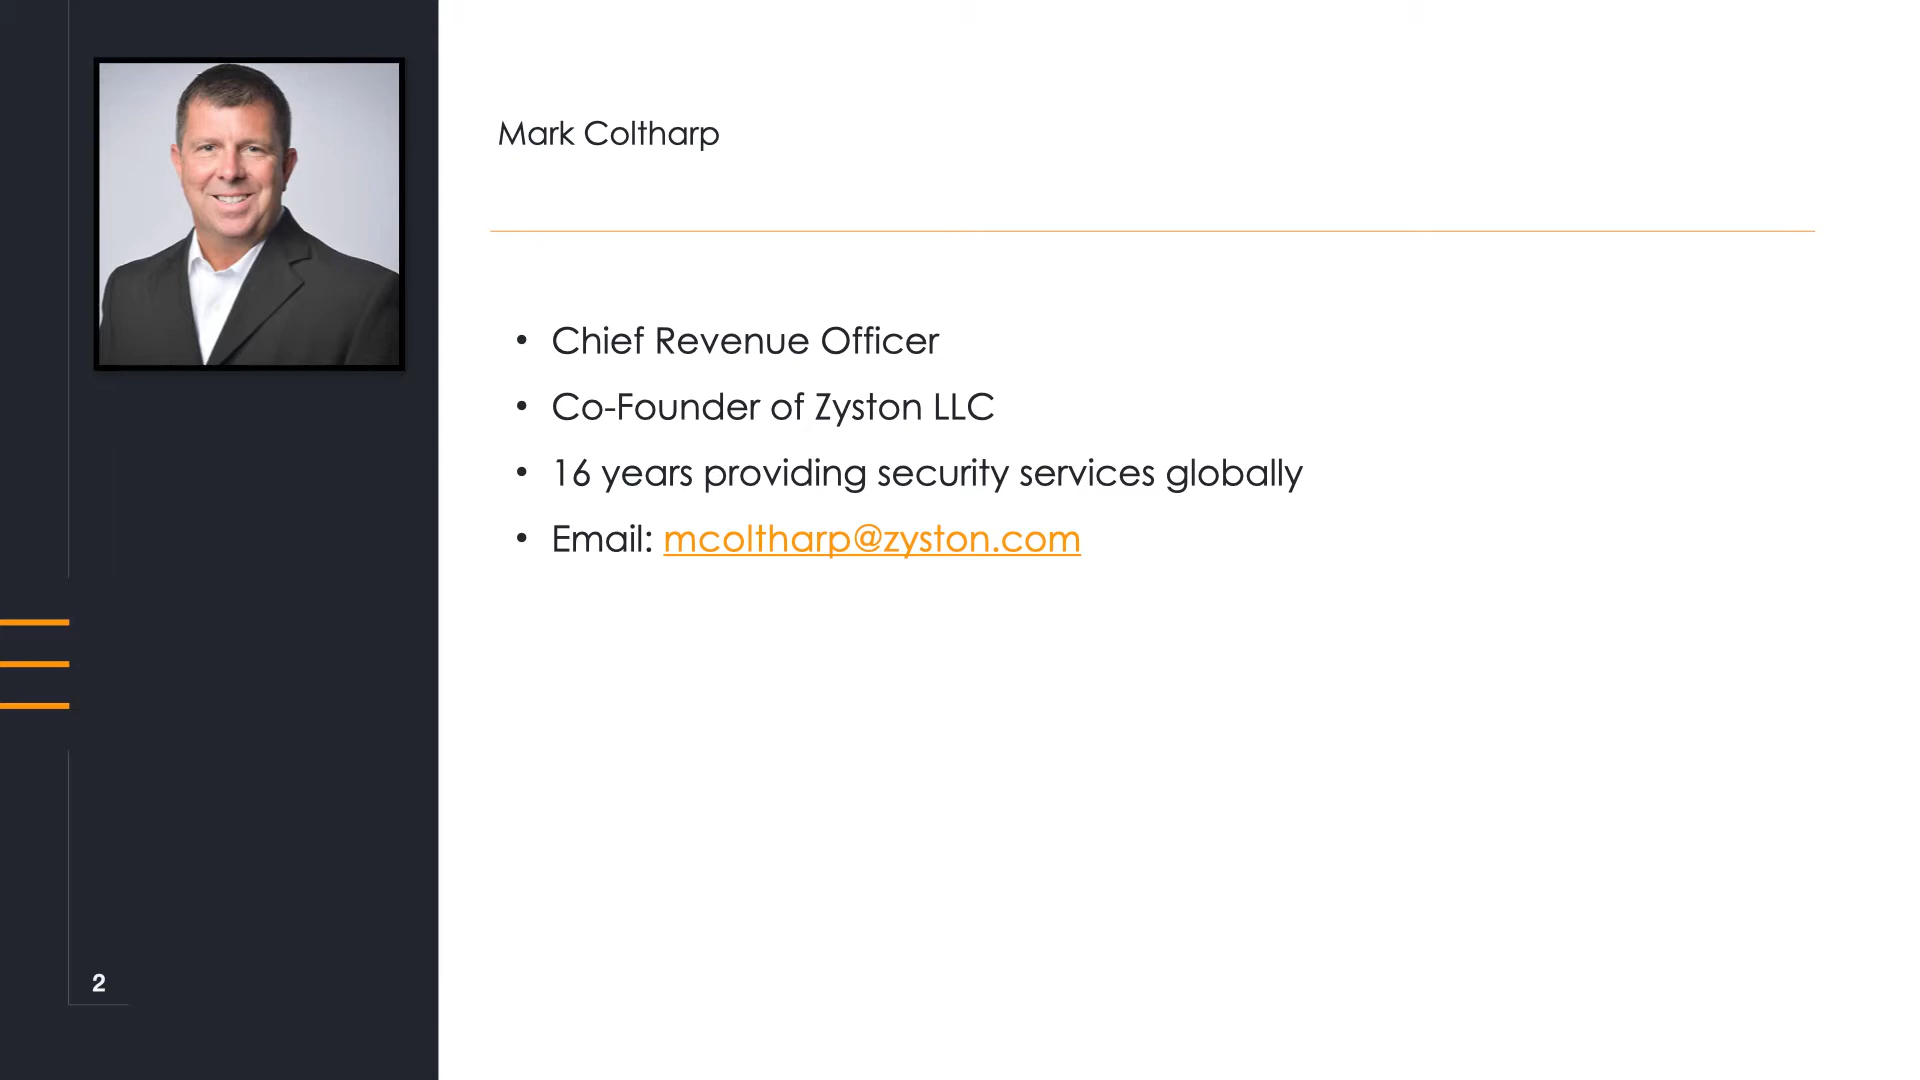 Mark Coltharp
• Chief Revenue Officer
• Co-Founder of Zyston LLC
• 16 years providing security services globally
• Email: mcoltharp@zyston.com
2